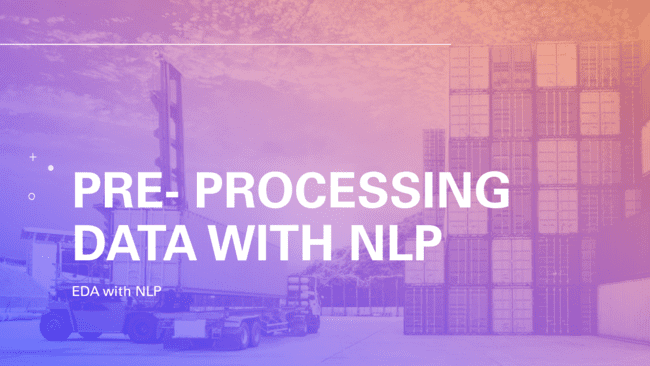 PRE- PROCESSING
DATA WITH NLP
EDA with NLP